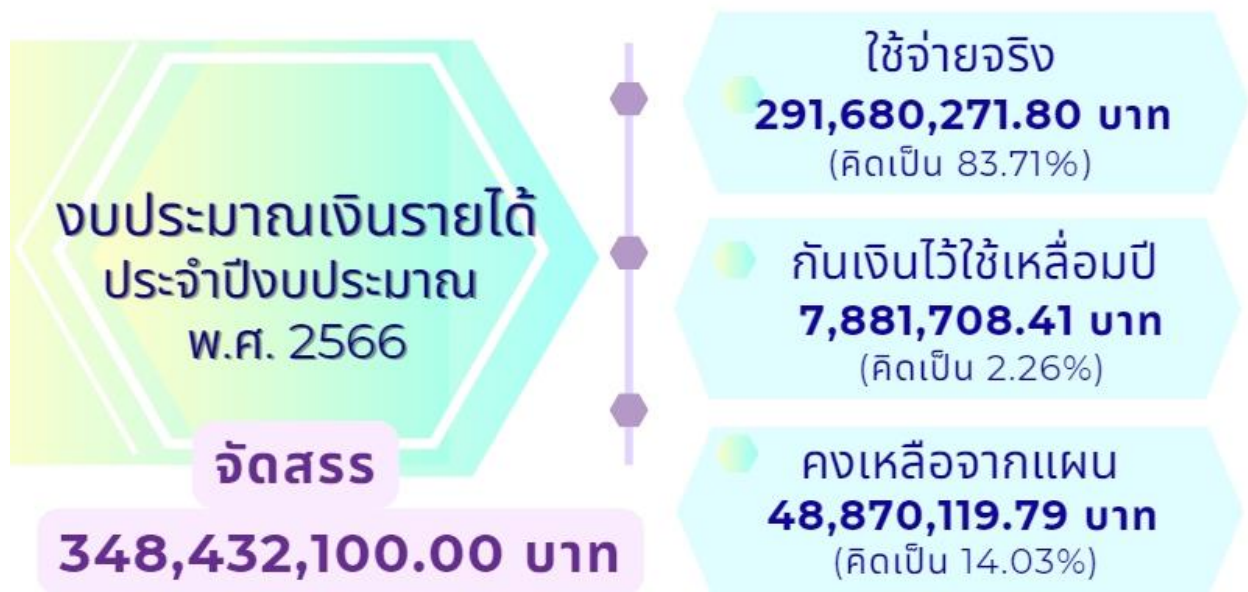 งบประมาณเงินรายได้
ประจำปีงบประมาณ
พ.ศ. 2566
จัดสรร
348,432,100.00 บาท
ใช้จ่ายจริง
291,680,271.80 บาท
(คิดเป็น 83.71%)
กันเงินไว้ใช้เหลื่อมปี
7,881,708.41 บาท
(คิดเป็น 2.26%)
คงเหลือจากแผน
48,870,119.79 บาท
(คิดเป็น 14.03%)